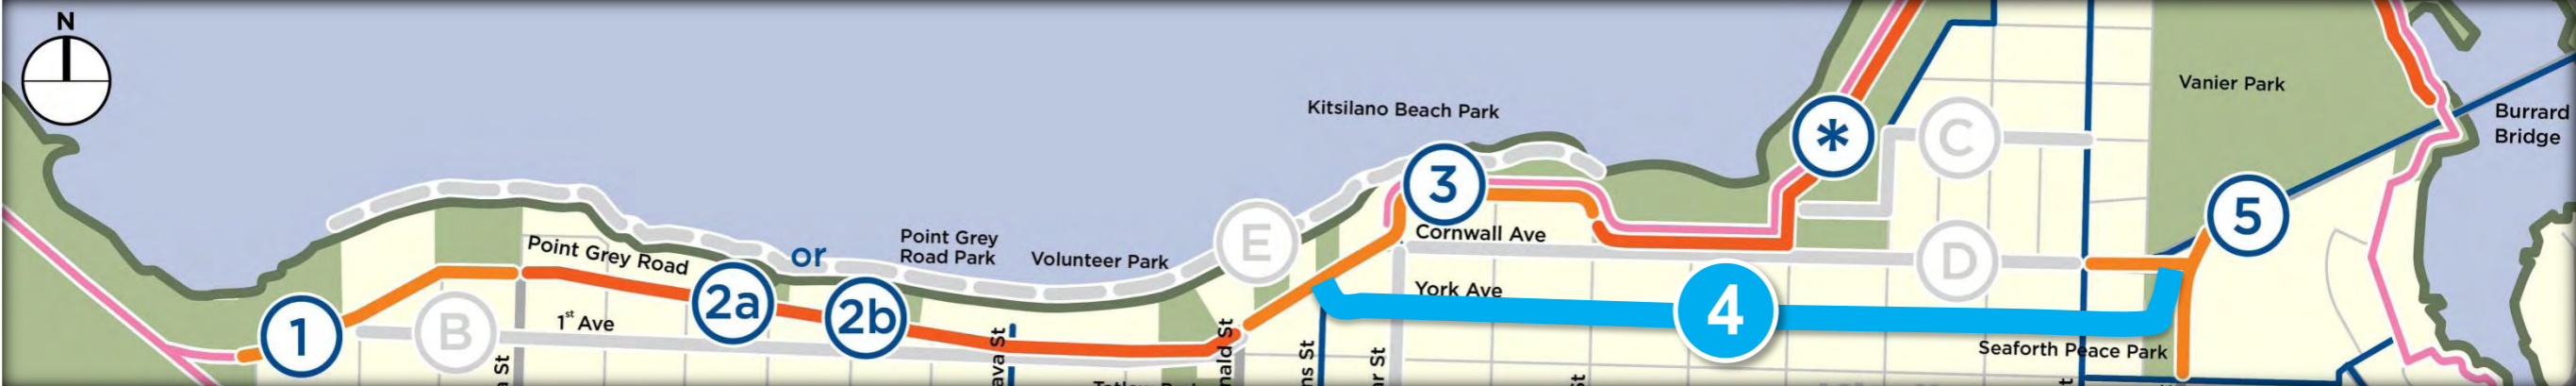 N
Kitsilano Beach Park
Vanier Park
Burrard
Bridge
*
C
3
5
E
or
Point Grey
Road Park
Volunteer Park
Cornwall Ave
D
Point Grey Road
2a
2b
York Ave
4
1
B
1st Ave
Seaforth Peace Park